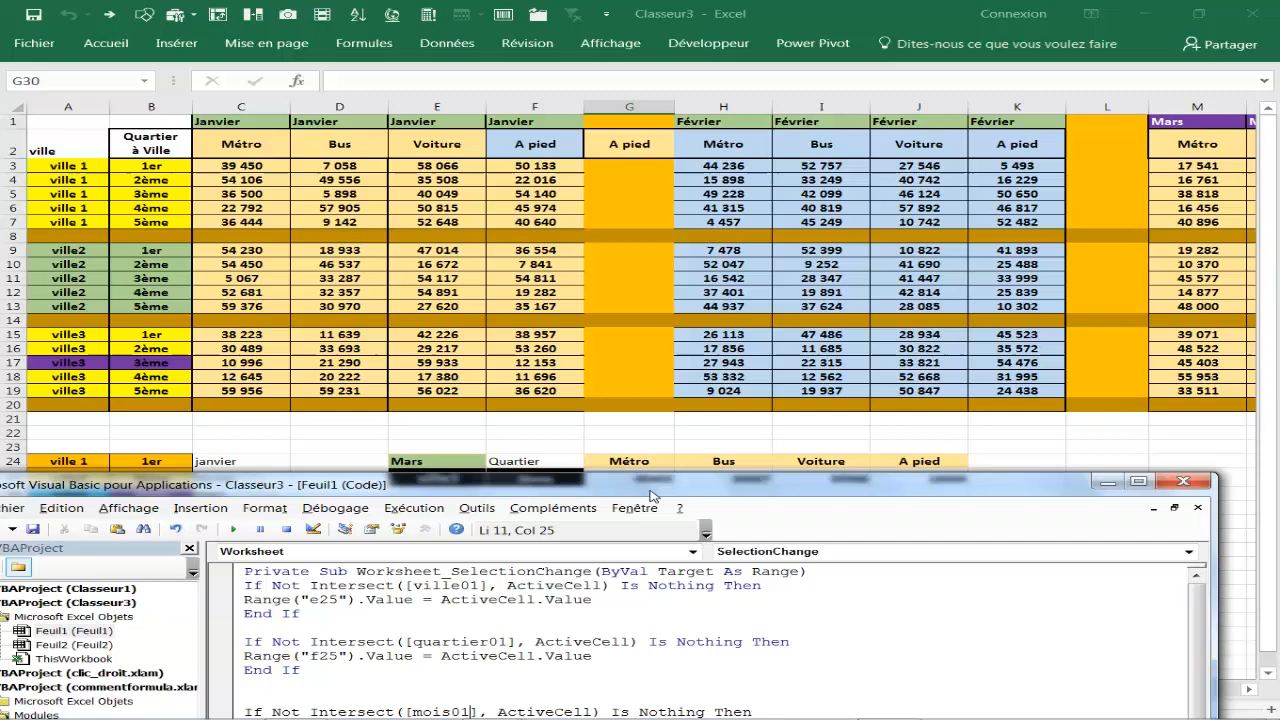 Classeur3 - Excel
Connexion
Fichier Accueil Insérer Mise en page Formules Données Révision Affichage Développeur Power Pivot Dites-nous ce que vous voulez faire Partager
G30 fx
A B C D E F G H I J K L M
1 Janvier Janvier Janvier Janvier Février Février Février Février Mars
2 ville Quartier à Ville Métro Bus Voiture A pied A pied Métro Bus Voiture A pied Métro
3 ville 1 1er 39 450 7 058 58 066 50 133 44 236 52 757 27 546 5 493 17 541
4 ville 1 2ème 54 106 49 556 35 508 22 016 15 898 33 249 40 742 16 229 16 761
5 ville 1 3ème 36 500 5 898 40 049 54 140 49 228 42 099 46 124 50 650 38 818
6 ville 1 4ème 22 792 57 905 50 815 45 974 41 315 40 819 57 892 46 817 16 456
7 ville 1 5ème 36 444 9 142 52 648 40 640 4 457 45 249 10 742 52 482 40 896
8
9 ville2 1er 54 230 18 933 47 014 36 554 7 478 52 399 10 822 41 893 19 282
10 ville2 2ème 54 450 46 537 16 672 7 841 52 047 9 252 41 690 25 488 10 370
11 ville2 3ème 5 067 33 287 54 117 54 811 16 542 28 347 41 447 33 999 45 577
12 ville2 4ème 52 681 32 357 54 891 19 282 37 401 19 891 42 814 25 839 14 877
13 ville2 5ème 59 376 30 970 27 620 35 167 44 937 37 624 28 085 10 302 48 000
14
15 ville3 1er 38 223 11 639 42 226 38 957 26 113 47 486 28 934 45 523 39 071
16 ville3 2ème 30 489 33 693 29 217 53 260 17 856 11 685 30 822 35 572 48 522
17 ville3 3ème 10 996 21 290 59 933 12 153 27 943 22 315 33 821 54 476 45 403
18 ville3 4ème 12 645 20 222 17 380 11 696 53 332 12 562 52 668 31 995 55 953
19 ville3 5ème 59 956 59 231 56 022 36 620 9 024 19 937 50 847 24 438 33 511
20
21
22
23
24 ville 1 1er janvier Mars Quartier Métro Bus Voiture A pied
soft Visual Basic pour Applications - Classeur3 - [Feuil1 (Code)]
hier Edition Affichage Insertion Format Débogage Exécution Outils Compléments Fenêtre ?
Li 11, Col 25
VBAProject
Worksheet SelectionChange
VBAProject (Classeur1)
VBAProject (Classeur3)
Microsoft Excel Objets
Feuil1 (Feuil1)
Feuil2 (Feuil2)
ThisWorkbook
VBAProject (clic_droit.xlam)
VBAProject (commentformula.xla
Microsoft Excel Objets
Modules
Private Sub Worksheet_SelectionChange(ByVal Target As Range)
If Not Intersect([ville01], ActiveCell) Is Nothing Then
Range("e25").Value = ActiveCell.Value
End If
If Not Intersect([quartier01], ActiveCell) Is Nothing Then
Range("f25").Value = ActiveCell.Value
End If
If Not Intersect([mois01], ActiveCell) Is Nothing Then